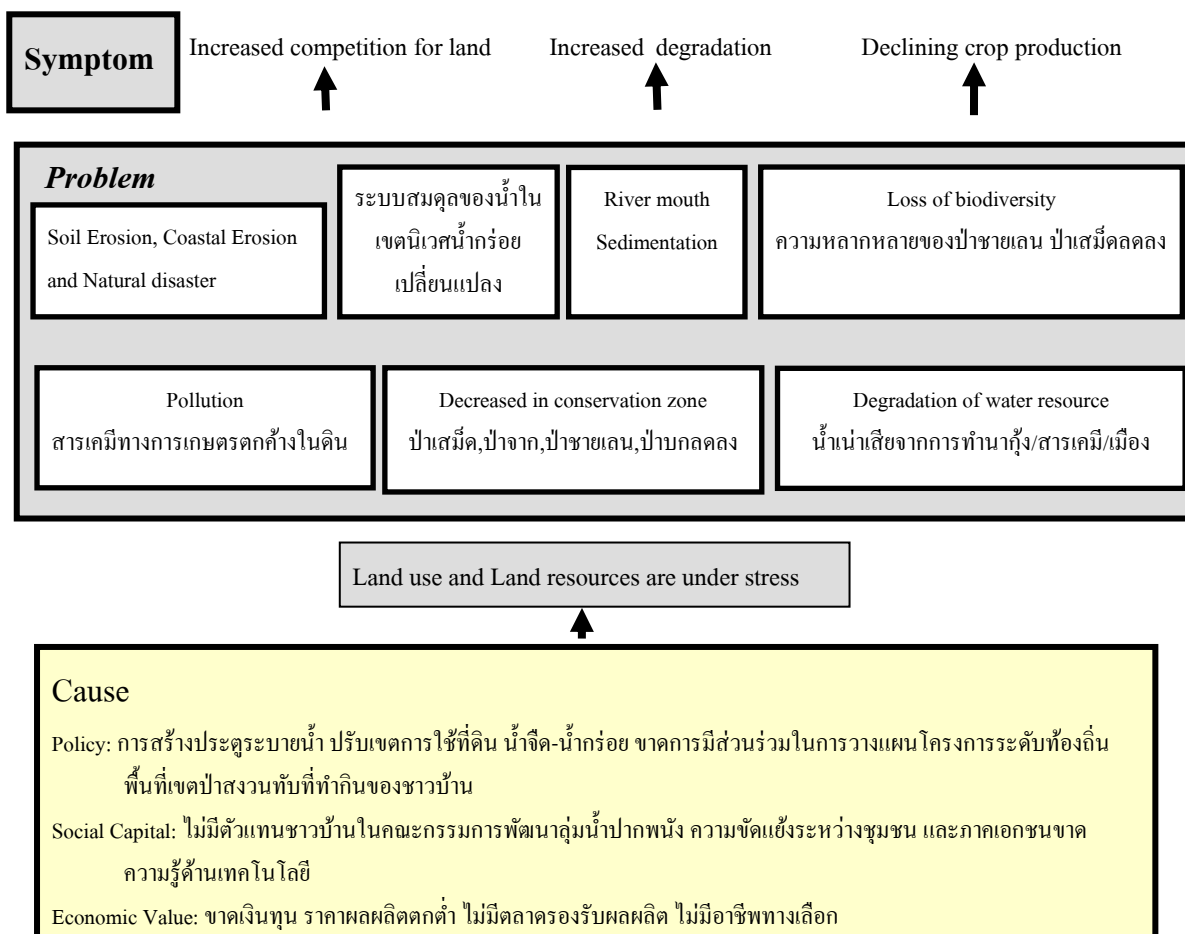 Symptom
Increased competition for land
Increased degradation
Declining crop production
Problem
Soil Erosion, Coastal Erosion
and Natural disaster
ระบบสมดุลของน้ำใน
เขตนิเวศน้ำกร่อย
เปลี่ยนแปลง
River mouth
Sedimentation
Loss of biodiversity
ความหลากหลายของป่าชายเลน ป่าเสม็ดลดลง
Pollution
สารเคมีทางการเกษตรตกค้างในดิน
Decreased in conservation zone
ป่าเสม็ด,ป่าจาก,ป่าชายเลน,ป่าบกลดลง
Degradation of water resource
น้ำเน่าเสียจากการทำนากุ้ง/สารเคมี/เมือง
Land use and Land resources are under stress
Cause
Policy: การสร้างประตูระบายน้ำ ปรับเขตการใช้ที่ดิน น้ำจืด-น้ำกร่อย ขาดการมีส่วนร่วมในการวางแผนโครงการระดับท้องถิ่น
พื้นที่เขตป่าสงวนทับที่ทำกินของชาวบ้าน
Social Capital: ไม่มีตัวแทนชาวบ้านในคณะกรรมการพัฒนาลุ่มน้ำปากพนัง ความขัดแย้งระหว่างชุมชน และภาคเอกชนขาด
ความรู้ด้านเทคโนโลยี
Economic Value: ขาดเงินทุน ราคาผลผลิตตกต่ำ ไม่มีตลาดรองรับผลผลิต ไม่มีอาชีพทางเลือก